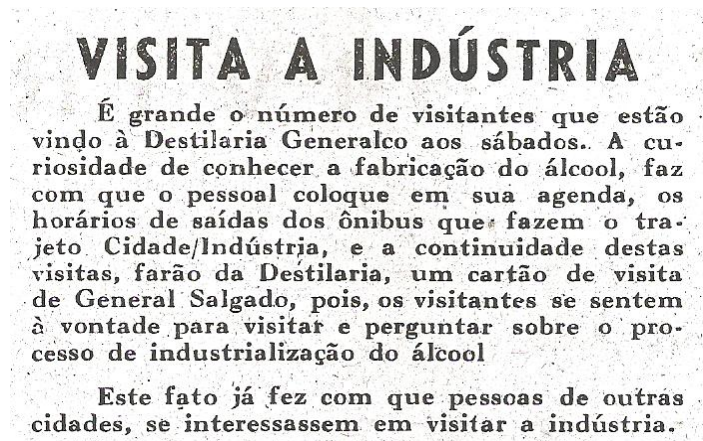 VISITA A INDÚSTRIA
É grande o número de visitantes que estão
vindo à Destilaria Generalco aos sábados. A cu-
riosidade de conhecer a fabricação do álcool, faz
com que o pessoal coloque em sua agenda, os
horários de saídas dos ônibus que fazem o tra-
jeto Cidade/Indústria, e a continuidade destas
visitas, farão da Destilaria, um cartão de visita
de General Salgado, pois, os visitantes se sentem
à vontade para visitar e perguntar sobre o pro-
cesso de industrialização do álcool
Este fato já fez com que pessoas de outras
cidades, se interessassem em visitar a indústria.